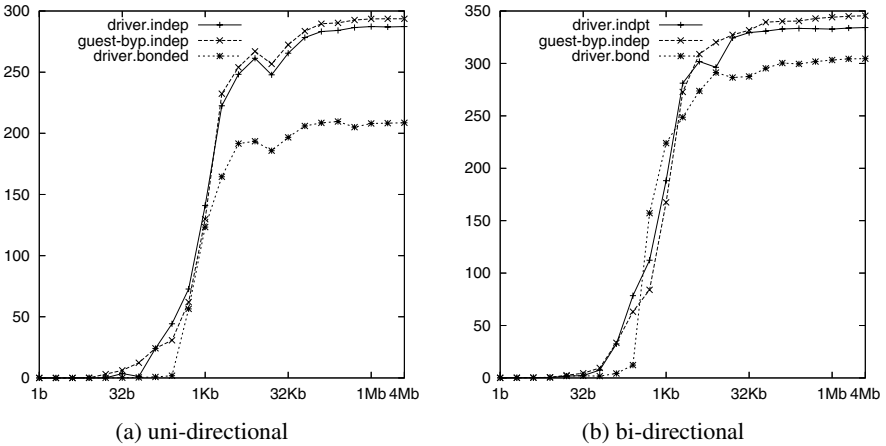 driver.indep
guest-byp.indep
driver.bonded
300
250
200
150
100
50
0
1b 32b 1Kb 32Kb 1Mb 4Mb
(a) uni-directional
driver.indpt
guest-byp.indep
driver.bond
350
300
250
200
150
100
50
0
1b 32b 1Kb 32Kb 1Mb 4Mb
(b) bi-directional